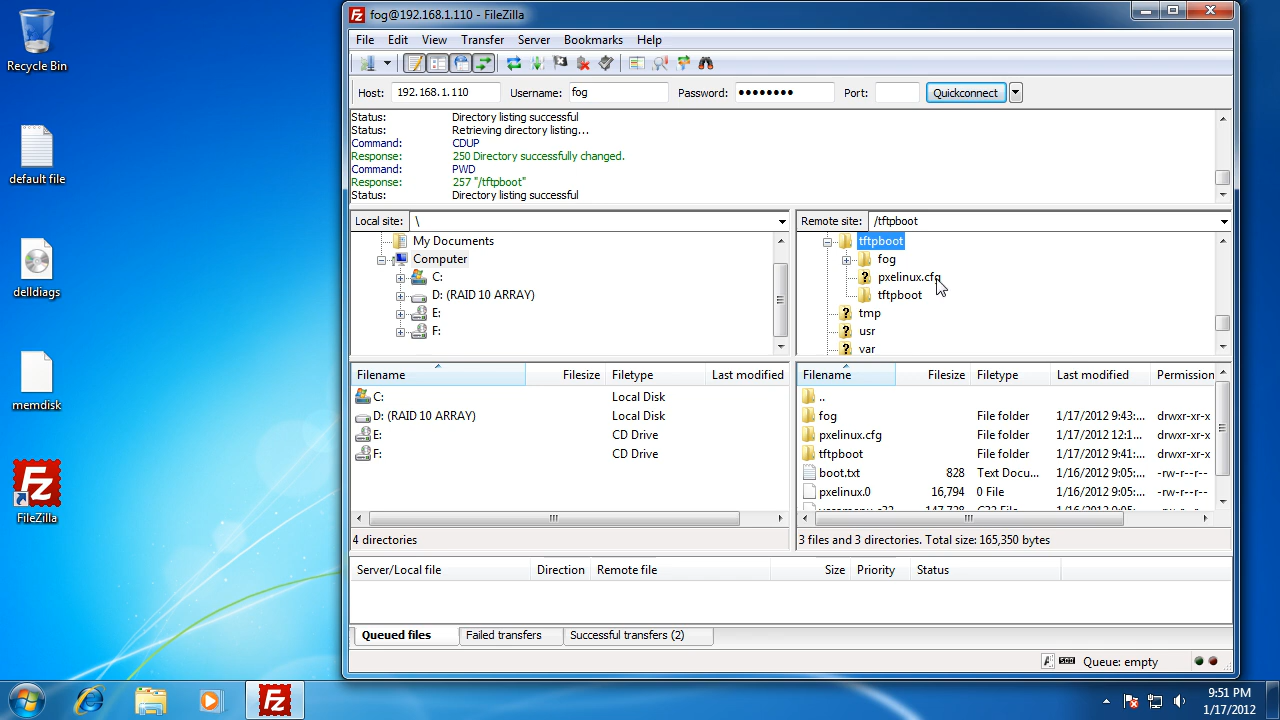 Recycle Bin
default file
delldiags
memdisk
FileZilla
fog@192.168.1.110 - FileZilla
File Edit View Transfer Server Bookmarks Help
Host: 192.168.1.110 Username: fog Password: ●●●●●●●● Port: Quickconnect
Status: Directory listing successful
Status: Retrieving directory listing...
Command: CDUP
Response: 250 Directory successfully changed.
Command: PWD
Response: 257 "/tftpboot"
Status: Directory listing successful
Local site: \
My Documents
Computer
C:
D: (RAID 10 ARRAY)
E:
F:
Remote site: /tftpboot
tftpboot
fog
pxelinux.cfg
tftpboot
tmp
usr
var
Filename Filesize Filetype Last modified
C: Local Disk
D: (RAID 10 ARRAY) Local Disk
E: CD Drive
F: CD Drive
4 directories
Filename Filesize Filetype Last modified Permission
..
fog File folder 1/17/2012 9:43:... drwxr-xr-x
pxelinux.cfg File folder 1/17/2012 12:1... drwxr-xr-x
tftpboot File folder 1/17/2012 9:41:... drwxr-xr-x
boot.txt 828 Text Docu... 1/16/2012 9:05:... -rw-r--r--
pxelinux.0 16,794 0 File 1/16/2012 9:05:... -rw-r--r--
3 files and 3 directories. Total size: 165,350 bytes
Server/Local file Direction Remote file Size Priority Status
Queued files Failed transfers Successful transfers (2)
Queue: empty
9:51 PM
1/17/2012